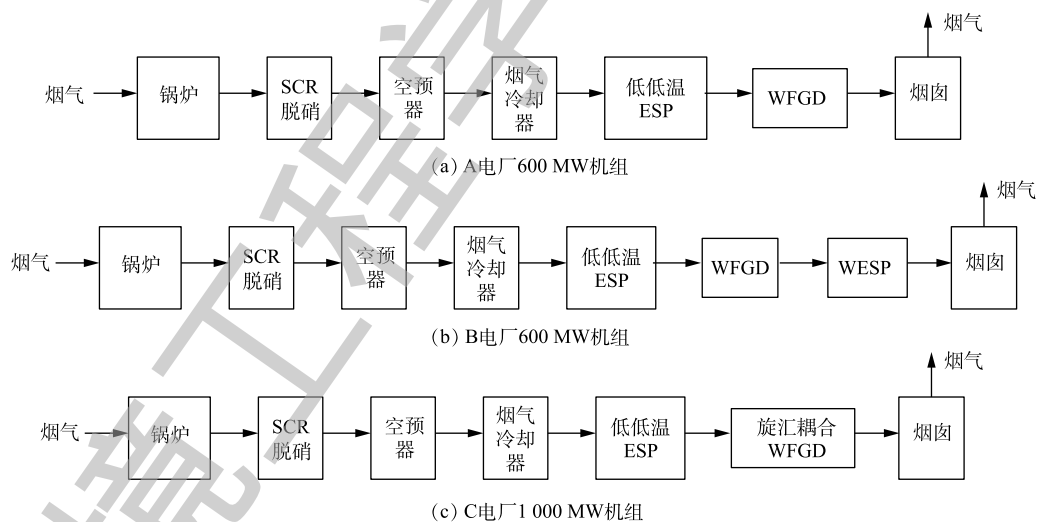 烟气
烟气
锅炉
SCR
脱硝
空预
器
烟气
冷却
器
低低温
ESP
WFGD
烟囱
(a) A电厂600 MW机组
烟气
烟气
锅炉
SCR
脱硝
空预
器
烟气
冷却
器
低低温
ESP
WFGD
WESP
烟囱
(b) B电厂600 MW机组
烟气
烟气
锅炉
SCR
脱硝
空预
器
烟气
冷却
器
低低温
ESP
旋汇耦合
WFGD
烟囱
(c) C电厂1 000 MW机组
境工程学